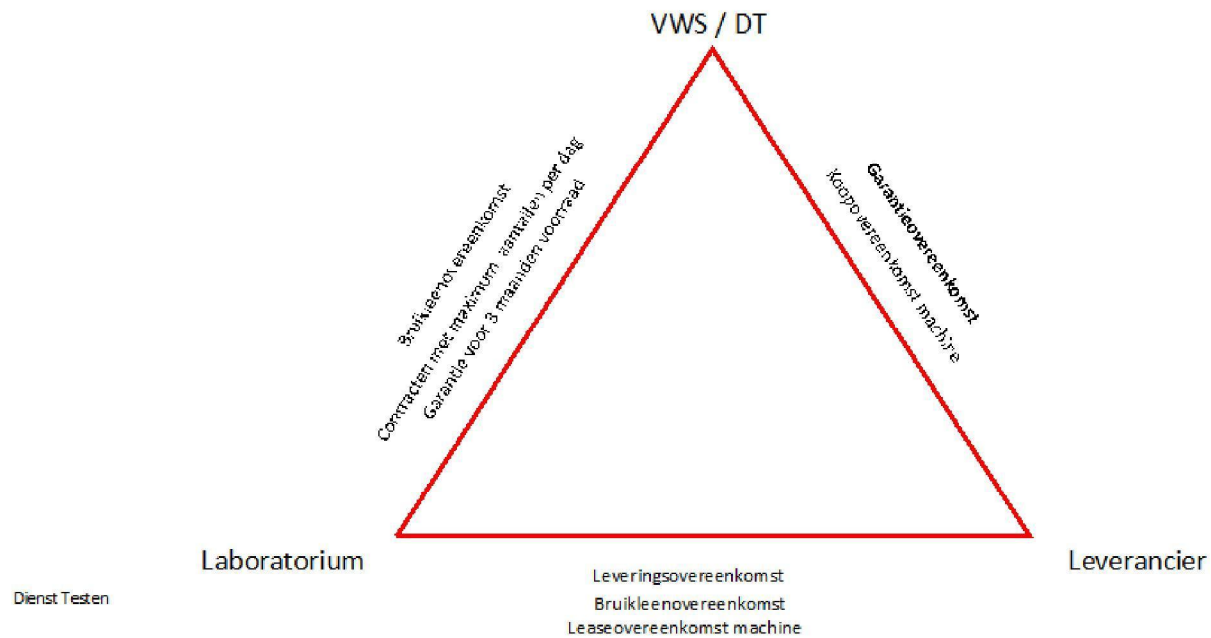 VWS / DT
Bruikleenovereenkomst
Contracten met maximum aantallen per dag
Garantie voor 3 maanden voorraad
Garantieovereenkomst
Koopovereenkomst machine
Laboratorium
Leverancier
Leveringsovereenkomst
Bruikleenovereenkomst
Leaseovereenkomst machine
Dienst Testen